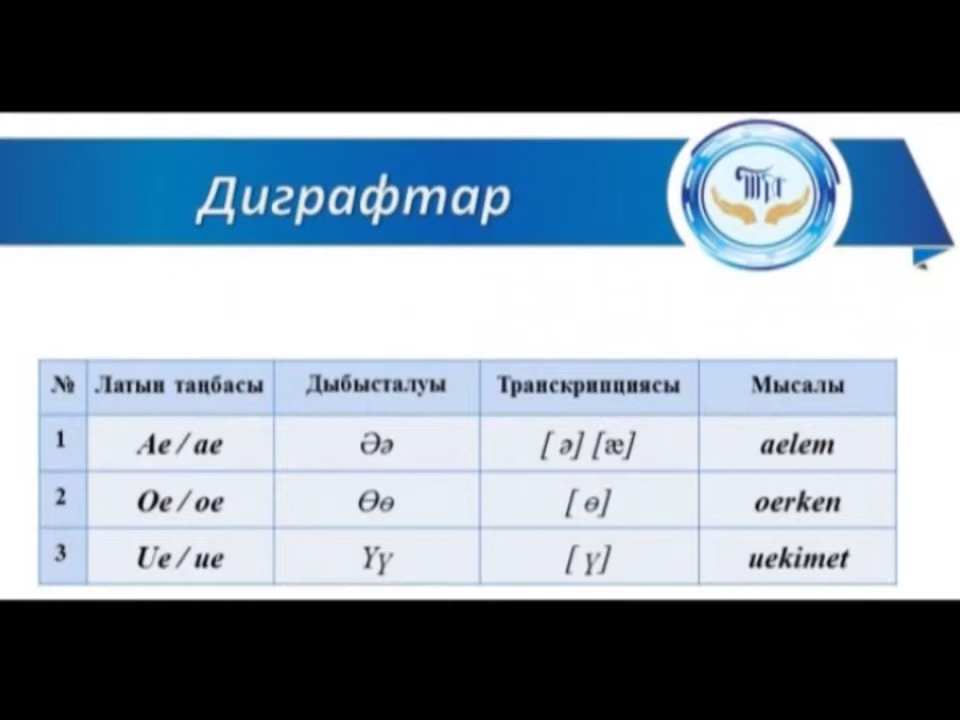 Диграфтар
№ Латын таңбасы Дыбысталуы Транскрипциясы Мысалы
1 Ae / ae Әә [ ә] [æ] aelem
2 Oe / oe Өө [ ө] oerken
3 Ue / ue Үү [ ү] uekimet